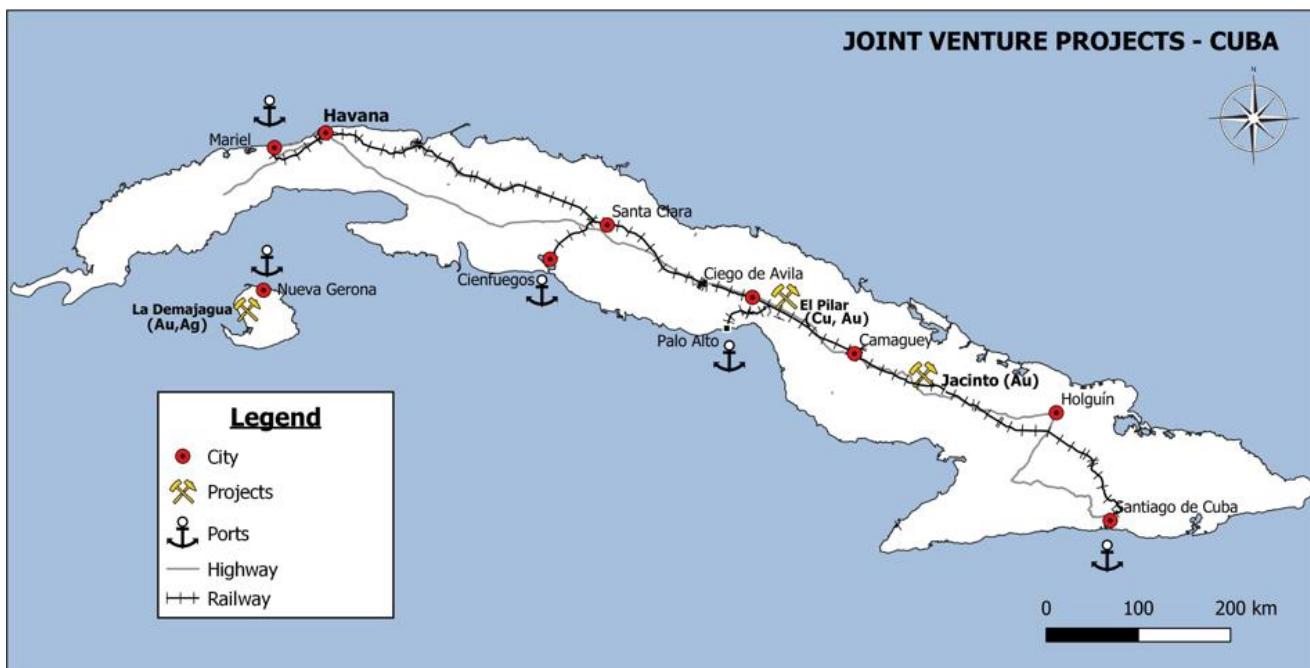 JOINT VENTURE PROJECTS - CUBA
N
Havana
Mariel
Santa Clara
Cienfuegos
Nueva Gerona
La Demajagua
(Au,Ag)
Ciego de Avila
El Pilar
(Cu, Au)
Palo Alto
Camaguey
Jacinto (Au)
Holguín
Santiago de Cuba
Legend
City
Projects
Ports
Highway
Railway
0 100 200 km